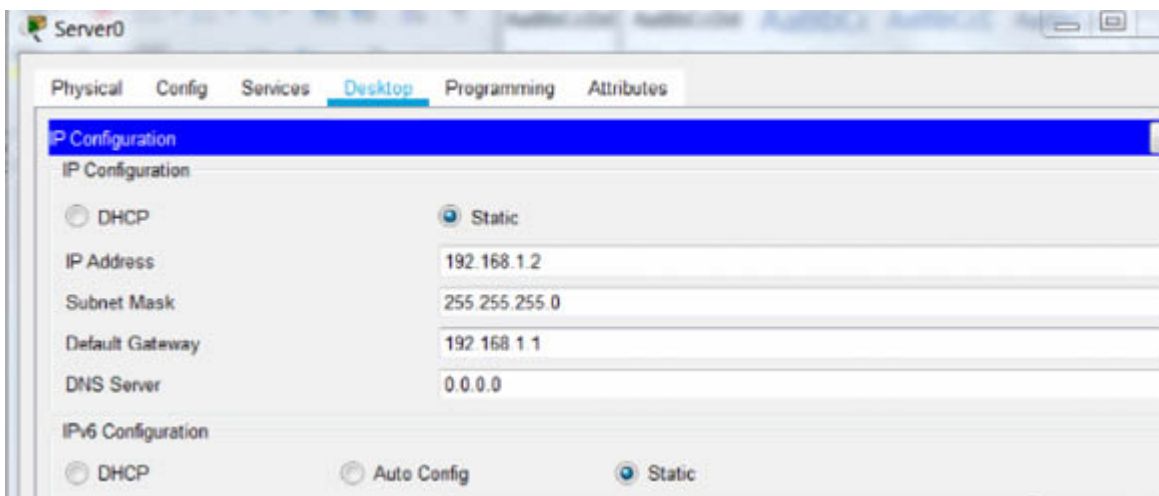 Server0
Physical Config Services Desktop Programming Attributes
IP Configuration
IP Configuration
DHCP Static
IP Address 192.168.1.2
Subnet Mask 255.255.255.0
Default Gateway 192.168.1.1
DNS Server 0.0.0.0
IPv6 Configuration
DHCP Auto Config Static